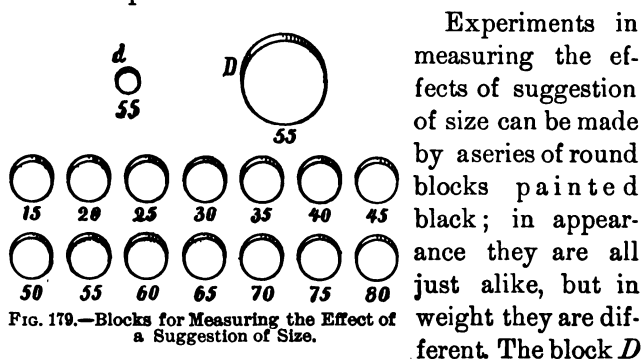 d
D
55
55
15 20 25 30 35 40 45
50 55 60 65 70 75 80
FIG. 179.—Blocks for Measuring the Effect of
a Suggestion of Size.
Experiments in
measuring the ef-
fects of suggestion
of size can be made
by aseries of round
blocks painted
black; in appear-
ance they are all
just alike, but in
weight they are dif-
ferent. The block D